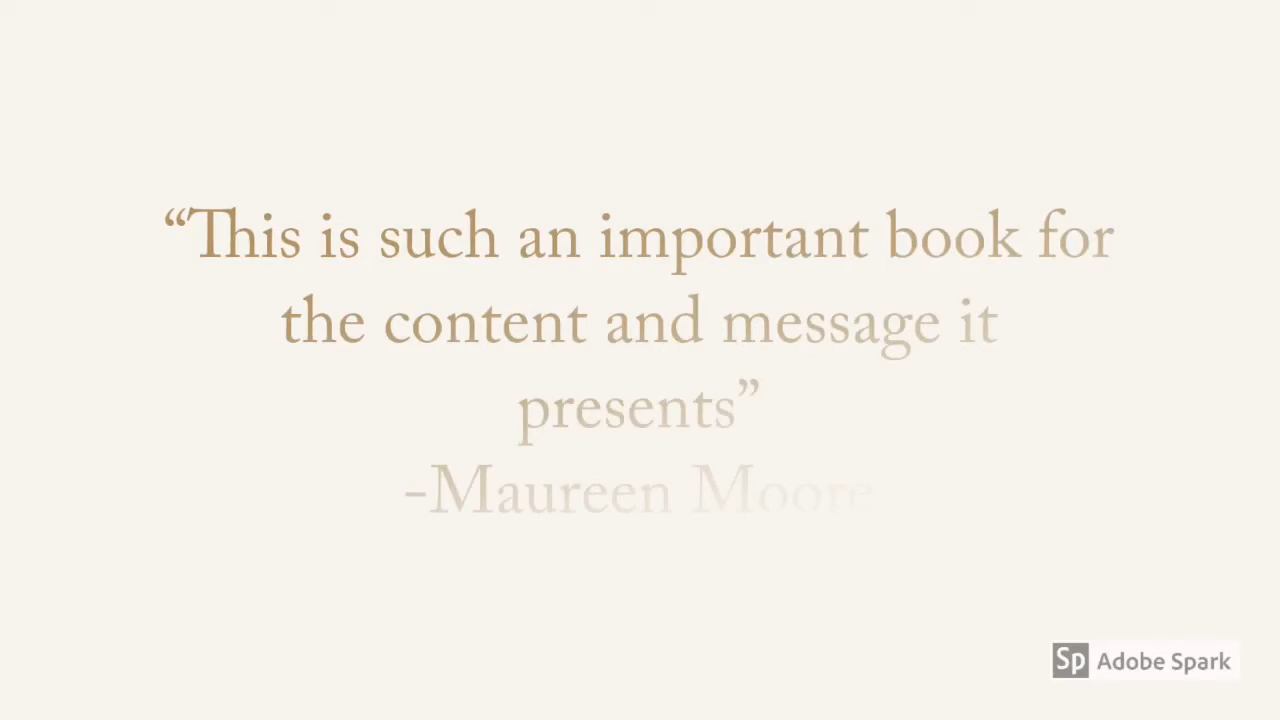 “This is such an important book for
the content and message it
presents”
-Maureen Moore
Sp Adobe Spark